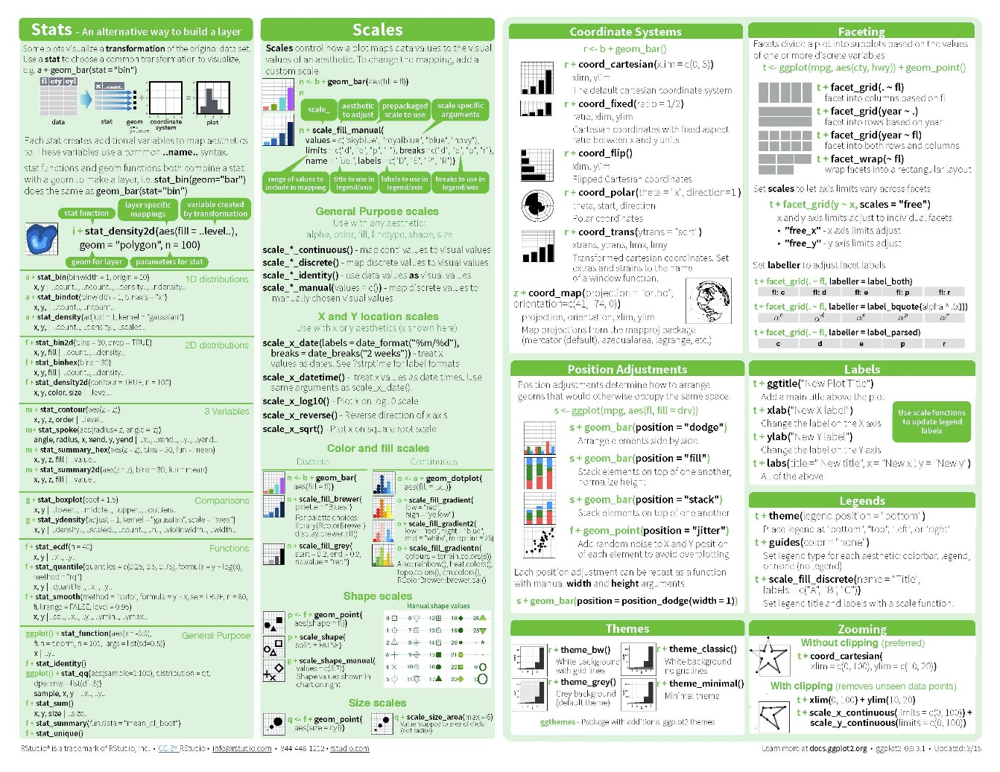 Stats - An alternative way to build a layer
Some plots visualize a transformation of the original data set.
Use a stat to choose a common transformation to visualize,
e.g. a + geom_bar(stat = "bin")
fl cty cyl
x ..count..
data
stat
geom
coordinate
system
plot
Each stat creates additional variables to map aesthetics
to. These variables use a common ..name.. syntax.
stat functions and geom functions both combine a stat
with a geom to make a layer, i.e. stat_bin(geom="bar")
does the same as geom_bar(stat="bin")
stat function
layer specific
mappings
variable created
by transformation
i + stat_density2d(aes(fill = ..level..),
geom = "polygon", n = 100)
geom for layer
parameters for stat
1D distributions
a + stat_bin(binwidth = 1, origin = 10)
x, y | ..count.., ..ncount.., ..density.., ..ndensity..
a + stat_bindot(binwidth = 1, binaxis = "x")
x, y, | ..count.., ..ncount..
a + stat_density(adjust = 1, kernel = "gaussian")
x, y, | ..count.., ..density.., ..scaled..
2D distributions
f + stat_bin2d(bins = 30, drop = TRUE)
x, y, fill | ..count.., ..density..
f + stat_binhex(bins = 30)
x, y, fill | ..count.., ..density..
f + stat_density2d(contour = TRUE, n = 100)
x, y, color, size | ..level..
3 Variables
m + stat_contour(aes(z = z))
x, y, z, order | ..level..
m+ stat_spoke(aes(radius= z, angle = z))
angle, radius, x, xend, y, yend | ..x.., ..xend.., ..y.., ..yend..
m + stat_summary_hex(aes(z = z), bins = 30, fun = mean)
x, y, z, fill | ..value..
m + stat_summary2d(aes(z = z), bins = 30, fun = mean)
x, y, z, fill | ..value..
Comparisons
g + stat_boxplot(coef = 1.5)
x, y | ..lower.., ..middle.., ..upper.., ..outliers..
g + stat_ydensity(adjust = 1, kernel = "gaussian", scale = "area")
x, y | ..density.., ..scaled.., ..count.., ..n.., ..violinwidth.., ..width..
Functions
f + stat_ecdf(n = 40)
x, y | ..x.., ..y..
f + stat_quantile(quantiles = c(0.25, 0.5, 0.75), formula = y ~ log(x),
method = "rq")
x, y | ..quantile.., ..x.., ..y..
f + stat_smooth(method = "auto", formula = y ~ x, se = TRUE, n = 80,
fullrange = FALSE, level = 0.95)
x, y | ..se.., ..x.., ..y.., ..ymin.., ..ymax..
General Purpose
ggplot() + stat_function(aes(x = -3:3),
fun = dnorm, n = 101, args = list(sd=0.5))
x | ..y..
f + stat_identity()
ggplot() + stat_qq(aes(sample=1:100), distribution = qt,
dparams = list(df=5))
sample, x, y | ..x.., ..y..
f + stat_sum()
x, y, size | ..size..
f + stat_summary(fun.data = "mean_cl_boot")
f + stat_unique()
Scales
Scales control how a plot maps data values to the visual
values of an aesthetic. To change the mapping, add a
custom scale.
n <- b + geom_bar(aes(fill = fl))
n
scale_
aesthetic
to adjust
prepackaged
scale to use
scale specific
arguments
n + scale_fill_manual(
values = c("skyblue", "royalblue", "blue", "navy"),
limits = c("d", "e", "p", "r"), breaks =c("d", "e", "p", "r"),
name = "fuel", labels = c("D", "E", "P", "R"))
range of values to
include in mapping
title to use in
legend/axis
labels to use in
legend/axis
breaks to use in
legend/axis
General Purpose scales
Use with any aesthetic:
alpha, color, fill, linetype, shape, size
scale_*_continuous() - map cont' values to visual values
scale_*_discrete() - map discrete values to visual values
scale_*_identity() - use data values as visual values
scale_*_manual(values = c()) - map discrete values to
manually chosen visual values
X and Y location scales
Use with x or y aesthetics (x shown here)
scale_x_date(labels = date_format("%m/%d"),
breaks = date_breaks("2 weeks")) - treat x
values as dates. See ?strptime for label formats.
scale_x_datetime() - treat x values as date times. Use
same arguments as scale_x_date().
scale_x_log10() - Plot x on log10 scale
scale_x_reverse() - Reverse direction of x axis
scale_x_sqrt() - Plot x on square root scale
Color and fill scales
Discrete
n <- b + geom_bar(
aes(fill = fl))
n + scale_fill_brewer(
palette = "Blues")
For palette choices:
library(RcolorBrewer)
display.brewer.all()
n + scale_fill_grey(
start = 0.2, end = 0.8,
na.value = "red")
Continuous
o <- a + geom_dotplot(
aes(fill = ..x..))
o + scale_fill_gradient(
low = "red",
high = "yellow")
o + scale_fill_gradient2(
low = "red", hight = "blue",
mid = "white", midpoint = 25)
o + scale_fill_gradientn(
colours = terrain.colors(6))
Also: rainbow(), heat.colors(),
topo.colors(), cm.colors(),
RColorBrewer::brewer.pal()
Shape scales
p <- f + geom_point(
aes(shape = fl))
p + scale_shape(
solid = FALSE)
p + scale_shape_manual(
values = c(3:7))
Shape values shown in
chart on right
Manual shape values
0 6 12 18 24
1 7 13 19 25
2 8 14 20 *
3 9 15 21 .
4 10 16 22 o
5 11 17 23 O
Size scales
q <- f + geom_point(
aes(size = cyl))
q + scale_size_area(max = 6)
Value mapped to area of circle
(not radius)
Coordinate Systems
r <- b + geom_bar()
r + coord_cartesian(xlim = c(0, 5))
xlim, ylim
The default cartesian coordinate system
r + coord_fixed(ratio = 1/2)
ratio, xlim, ylim
Cartesian coordinates with fixed aspect
ratio between x and y units
r + coord_flip()
xlim, ylim
Flipped Cartesian coordinates
r + coord_polar(theta = "x", direction=1 )
theta, start, direction
Polar coordinates
r + coord_trans(ytrans = "sqrt")
xtrans, ytrans, limx, limy
Transformed cartesian coordinates. Set
extras and strains to the name
of a window function.
z + coord_map(projection = "ortho",
orientation=c(41, -74, 0))
projection, orientation, xlim, ylim
Map projections from the mapproj package
(mercator (default), azequalarea, lagrange, etc.)
Position Adjustments
Position adjustments determine how to arrange
geoms that would otherwise occupy the same space.
s <- ggplot(mpg, aes(fl, fill = drv))
s + geom_bar(position = "dodge")
Arrange elements side by side
s + geom_bar(position = "fill")
Stack elements on top of one another,
normalize height
s + geom_bar(position = "stack")
Stack elements on top of one another
f + geom_point(position = "jitter")
Add random noise to X and Y position
of each element to avoid overplotting
Each position adjustment can be recast as a function
with manual width and height arguments
s + geom_bar(position = position_dodge(width = 1))
Themes
r + theme_bw()
White background
with grid lines
r + theme_grey()
Grey background
(default theme)
r + theme_classic()
White background
no gridlines
r + theme_minimal()
Minimal theme
ggthemes - Package with additional ggplot2 themes
Faceting
Facets divide a plot into subplots based on the values
of one or more discrete variables.
t <- ggplot(mpg, aes(cty, hwy)) + geom_point()
t + facet_grid(. ~ fl)
facet into columns based on fl
t + facet_grid(year ~ .)
facet into rows based on year
t + facet_grid(year ~ fl)
facet into both rows and columns
t + facet_wrap(~ fl)
wrap facets into a rectangular layout
Set scales to let axis limits vary across facets
t + facet_grid(y ~ x, scales = "free")
x and y axis limits adjust to individual facets
• "free_x" - x axis limits adjust
• "free_y" - y axis limits adjust
Set labeller to adjust facet labels
t + facet_grid(. ~ fl, labeller = label_both)
fl: c fl: d fl: e fl: p fl: r
t + facet_grid(. ~ fl, labeller = label_bquote(alpha ^ .(x)))
αᶜ αᵈ αᵉ αᵖ αʳ
t + facet_grid(. ~ fl, labeller = label_parsed)
c d e p r
Labels
t + ggtitle("New Plot Title")
Add a main title above the plot
t + xlab("New X label")
Change the label on the X axis
t + ylab("New Y label")
Change the label on the Y axis
t + labs(title =" New title", x = "New x", y = "New y")
All of the above
Use scale functions
to update legend
labels
Legends
t + theme(legend.position = "bottom")
Place legend at "bottom", "top", "left", or "right"
t + guides(color = "none")
Set legend type for each aesthetic: colorbar, legend,
or none (no legend)
t + scale_fill_discrete(name = "Title",
labels = c("A", "B", "C"))
Set legend title and labels with a scale function.
Zooming
Without clipping (preferred)
t + coord_cartesian(
xlim = c(0, 100), ylim = c(10, 20))
With clipping (removes unseen data points)
t + xlim(0, 100) + ylim(10, 20)
t + scale_x_continuous(limits = c(0, 100)) +
scale_y_continuous(limits = c(0, 100))
RStudio® is a trademark of RStudio, Inc. • CC BY RStudio • info@rstudio.com • 844-448-1212 • rstudio.com
Learn more at docs.ggplot2.org • ggplot2 0.9.3.1 • Updated: 3/15